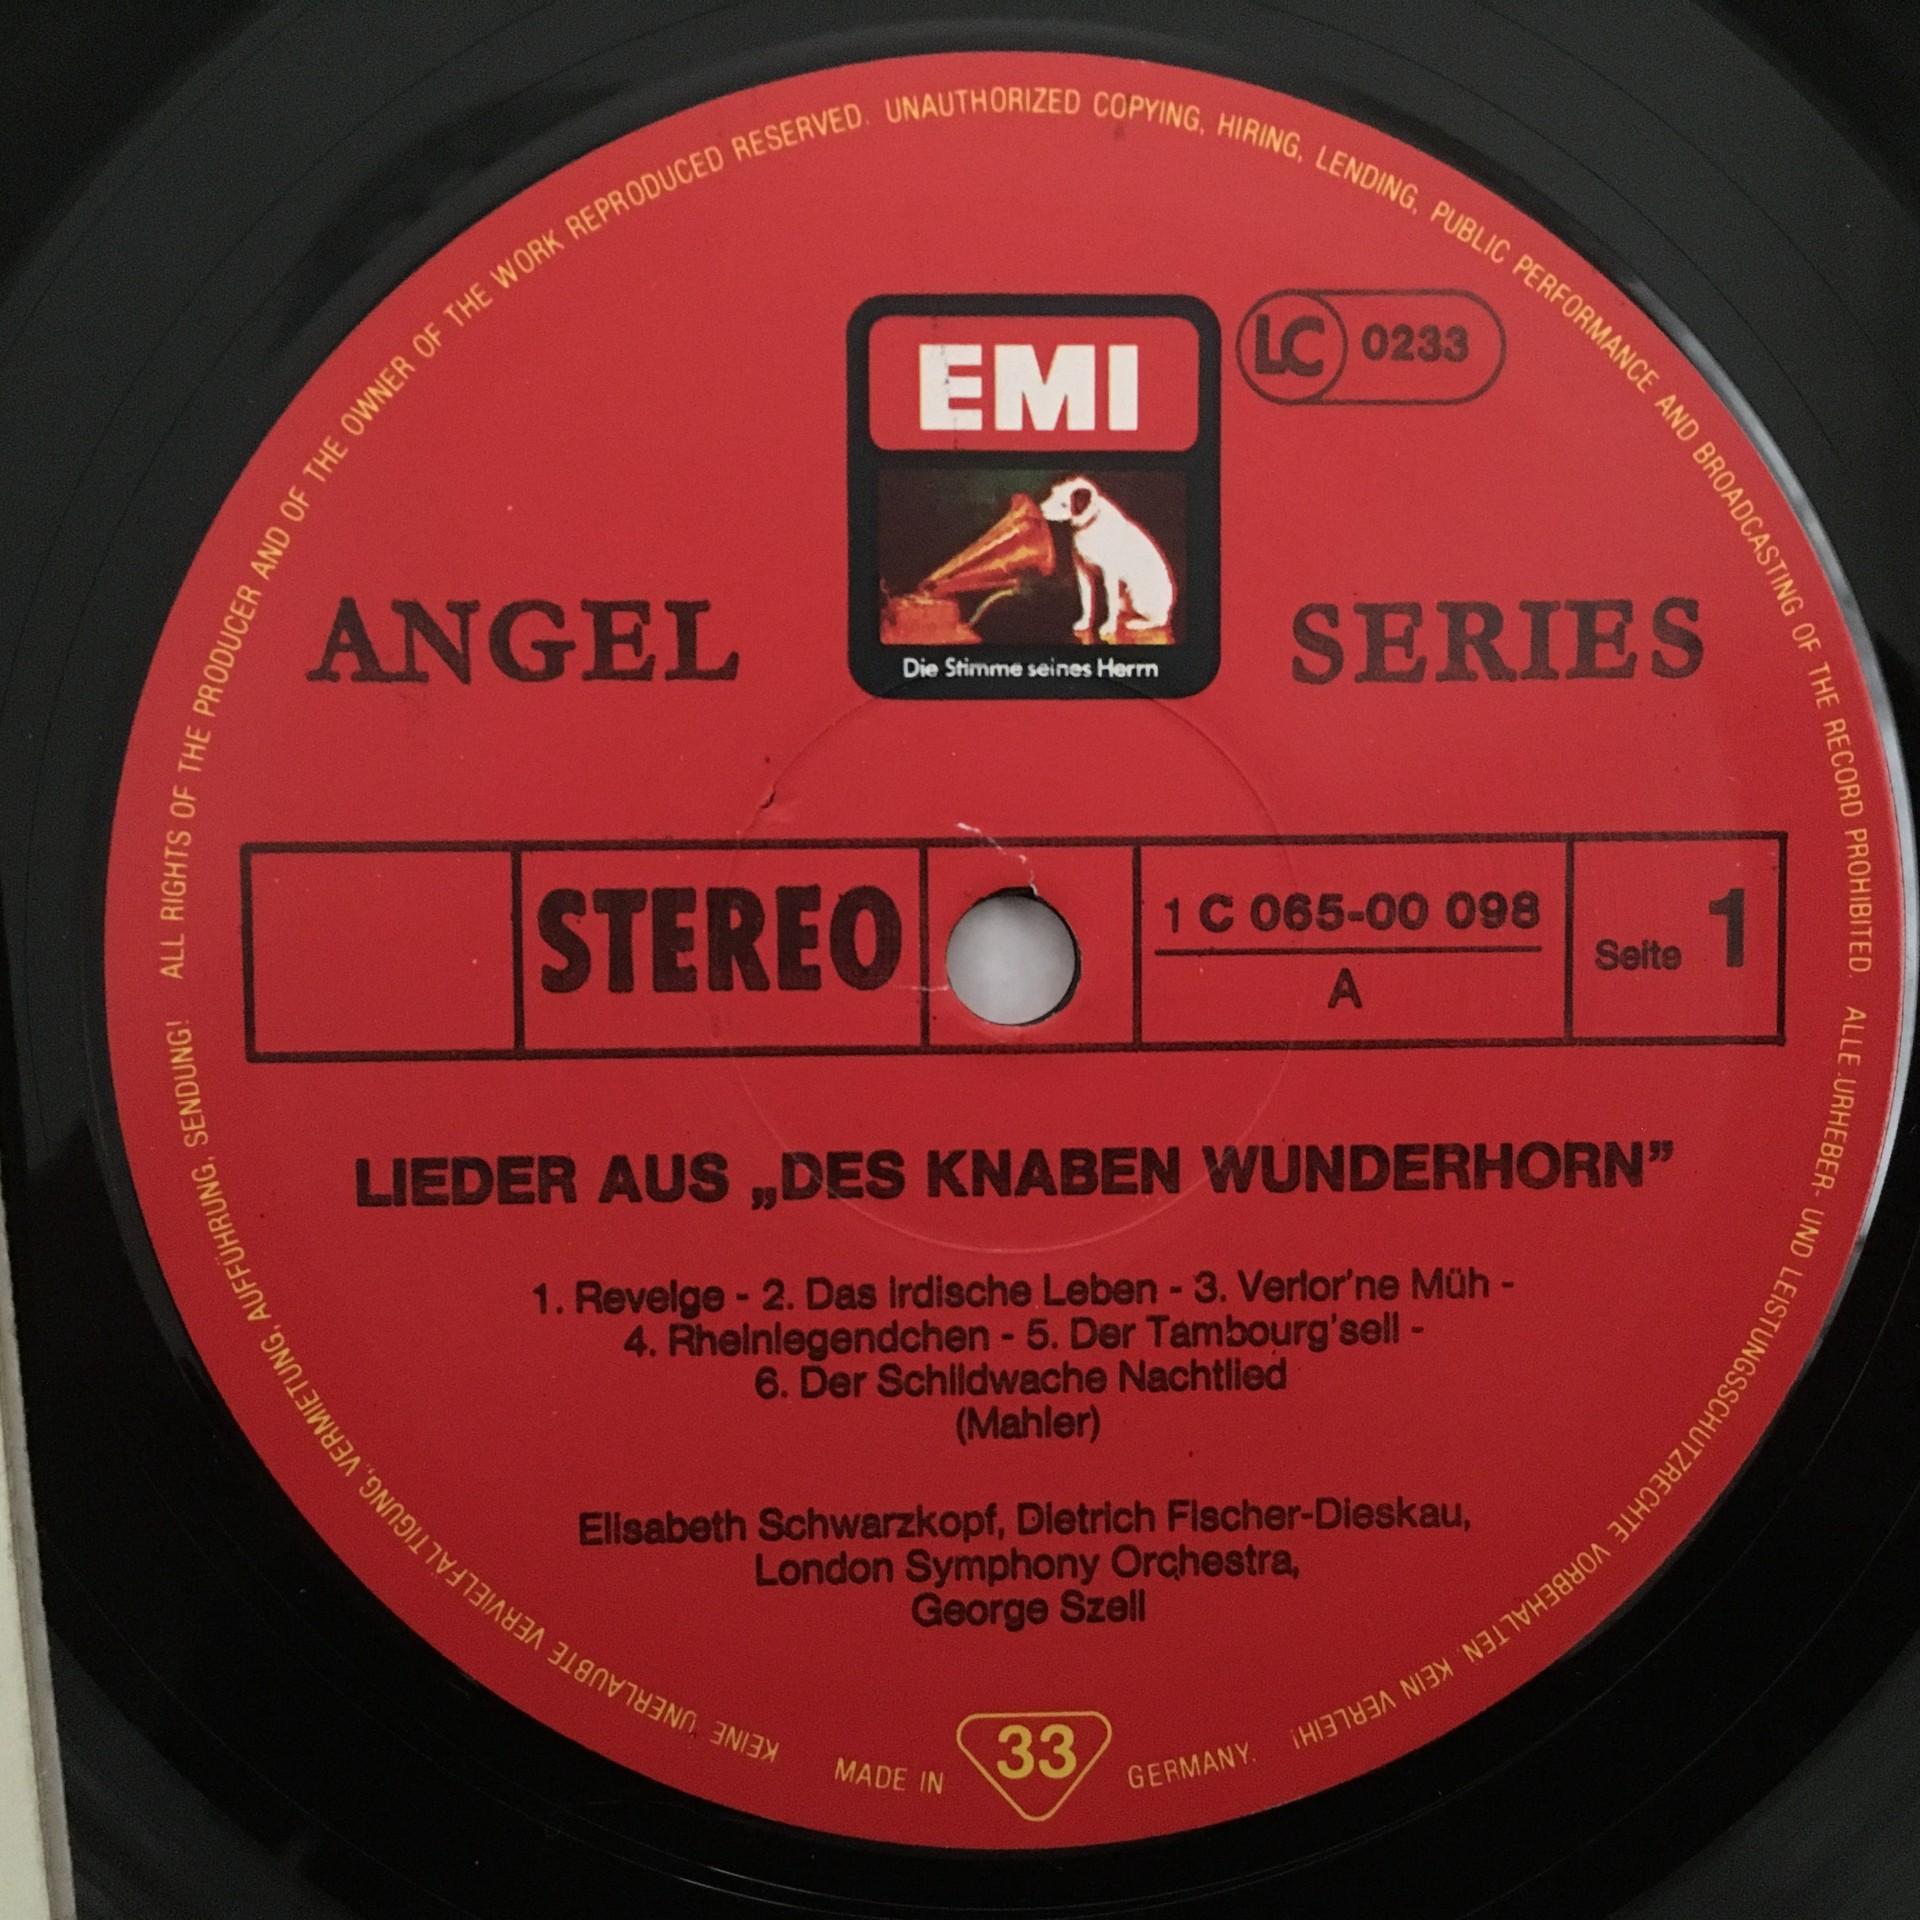 ALL RIGHTS OF THE PRODUCER AND OF THE OWNER OF THE WORK REPRODUCED RESERVED. UNAUTHORIZED COPYING, HIRING, LENDING, PUBLIC PERFORMANCE AND BROADCASTING OF THE RECORD PROHIBITED.
EMI
LC 0233
ANGEL SERIES
Die Stimme seines Herrn
STEREO
1 C 065-00 098
A
Seite 1
LIEDER AUS „DES KNABEN WUNDERHORN”
1. Revelge - 2. Das irdische Leben - 3. Verlor'ne Müh -
4. Rheinlegendchen - 5. Der Tambourg'sell -
6. Der Schildwache Nachtlied
(Mahler)
Elisabeth Schwarzkopf, Dietrich Fischer-Dieskau,
London Symphony Orchestra,
George Szell
33
MADE IN GERMANY.
ALLE URHEBER- UND LEISTUNGSSCHUTZRECHTE VORBEHALTEN. KEIN VERLEIH!
KEINE UNERLAUBTE VERVIELFÄLTIGUNG, VERMIETUNG, AUFFÜHRUNG, SENDUNG!